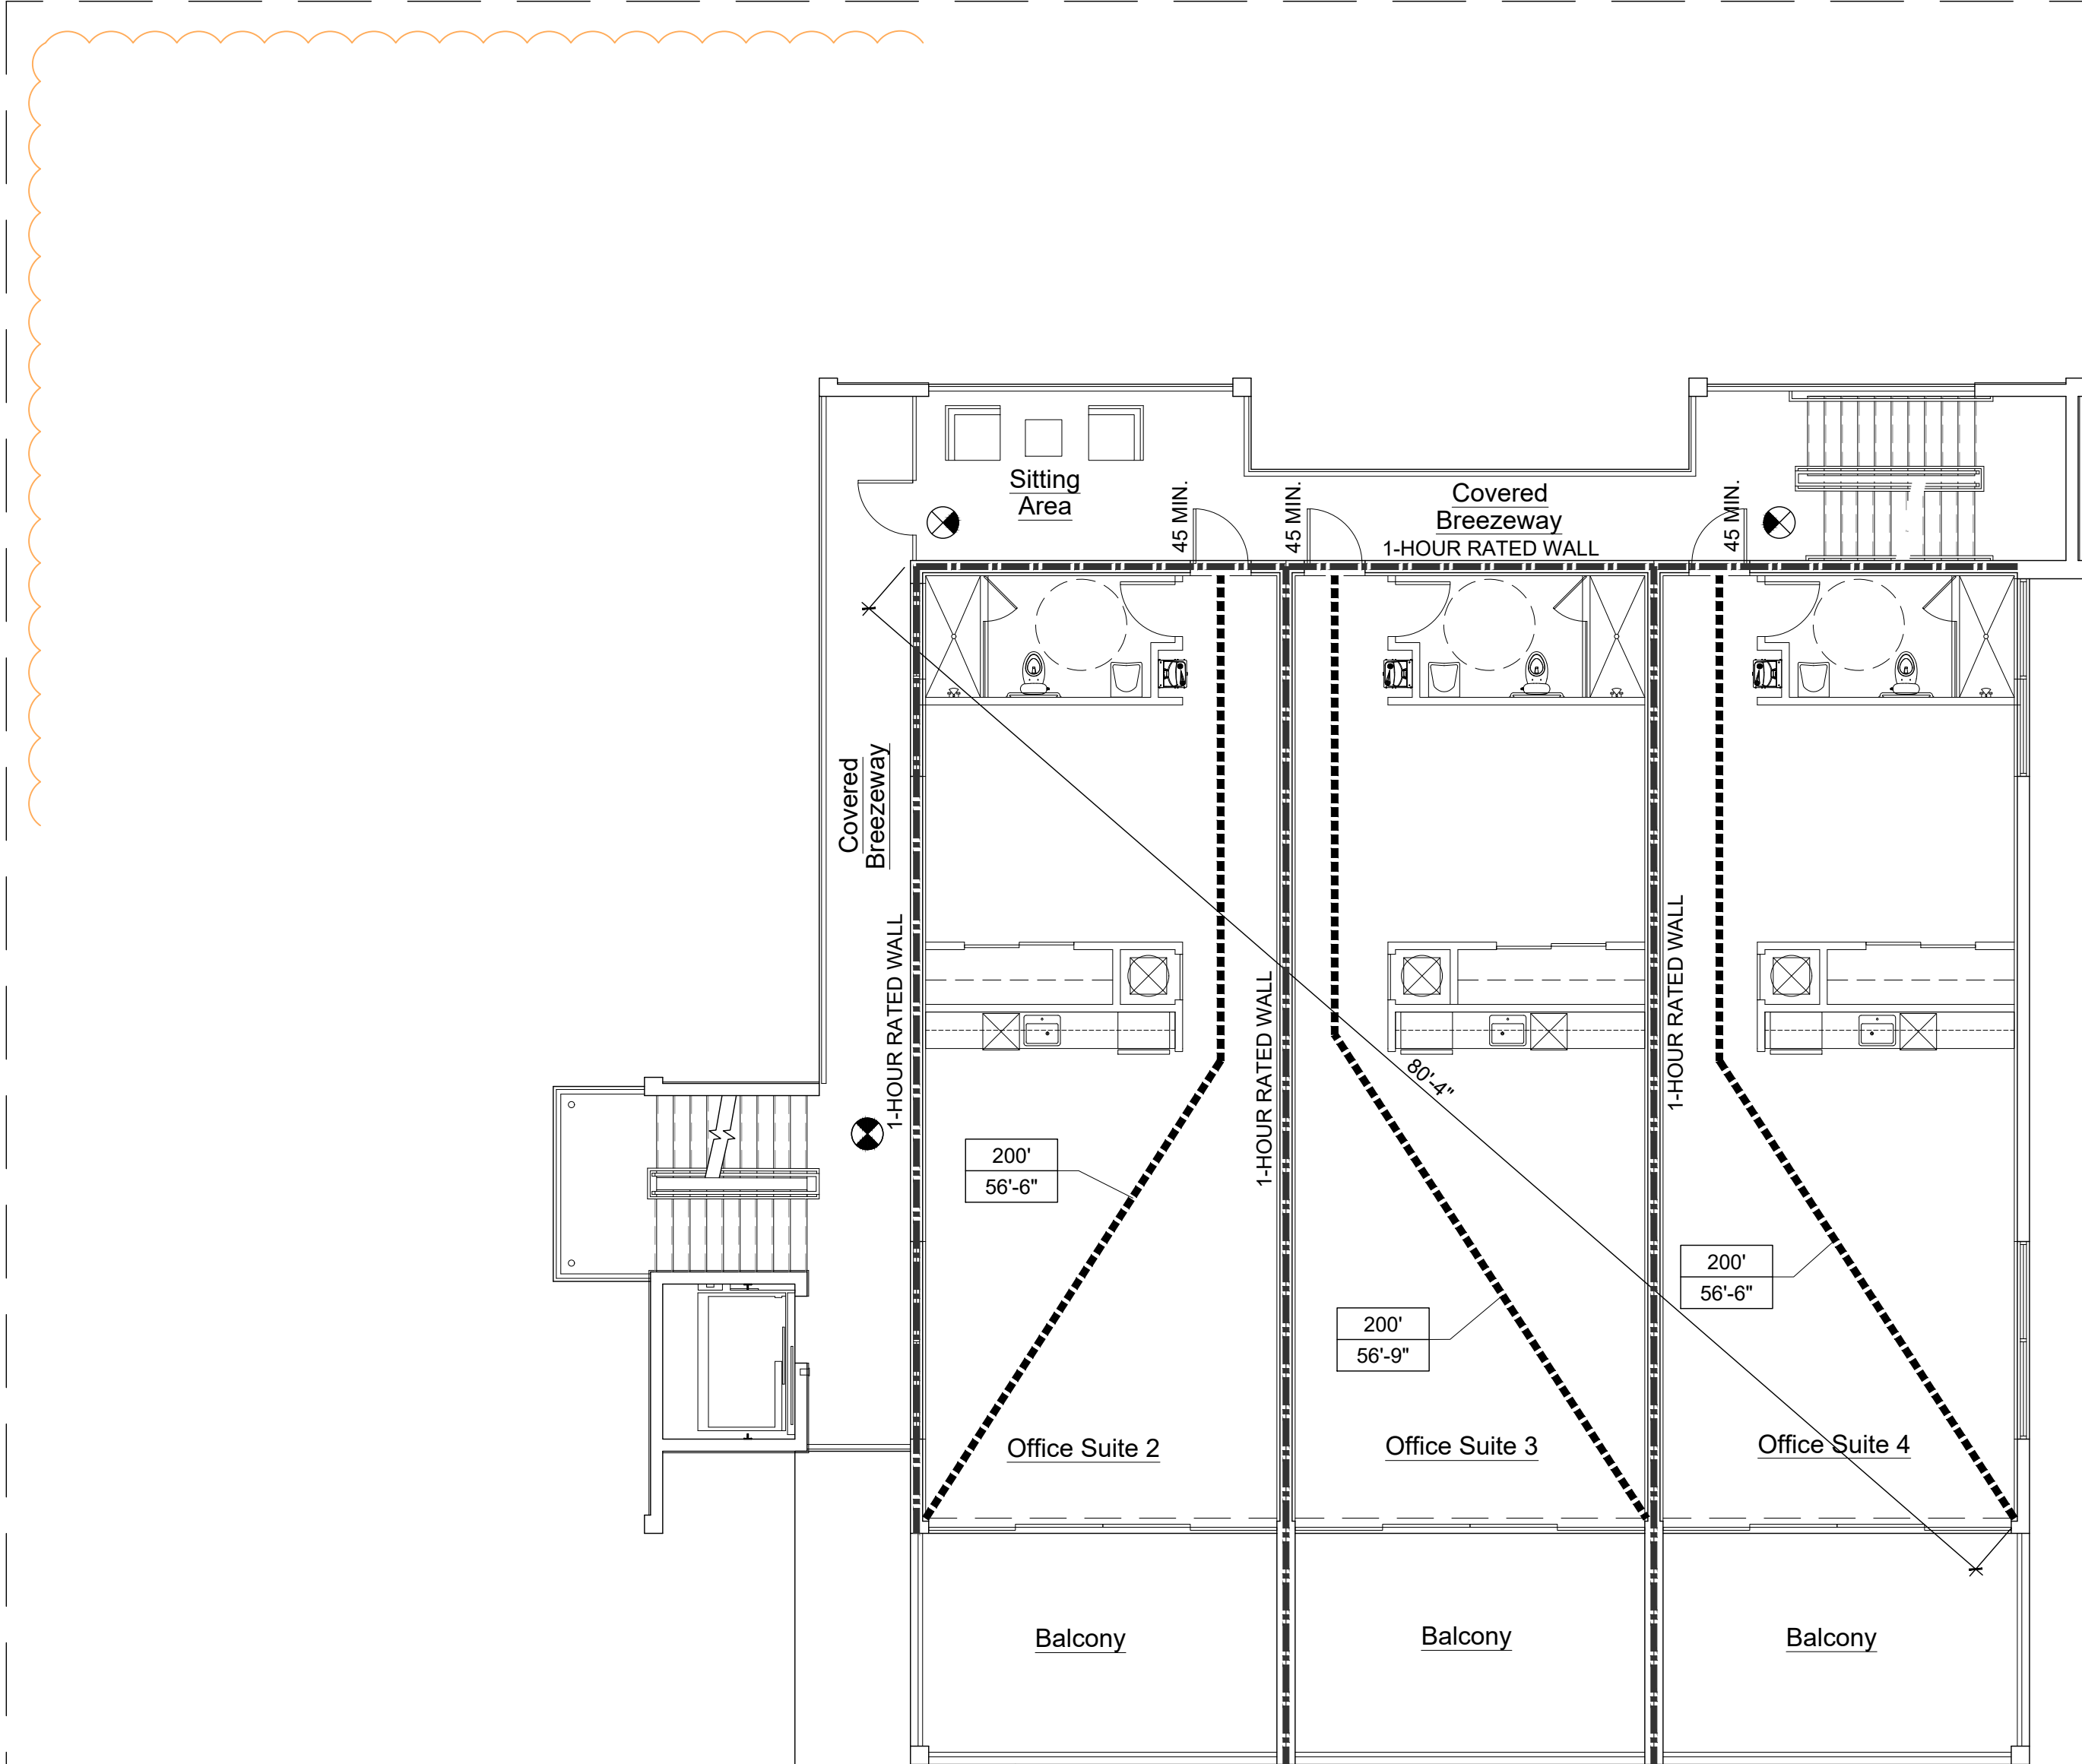 Sitting
Area
45 MIN.
45 MIN.
Covered
Breezeway
1-HOUR RATED WALL
45 MIN.
Covered
Breezeway
1-HOUR RATED WALL
1-HOUR RATED WALL
1-HOUR RATED WALL
80'-4"
200'
56'-6"
200'
56'-9"
200'
56'-6"
Office Suite 2
Office Suite 3
Office Suite 4
Balcony
Balcony
Balcony